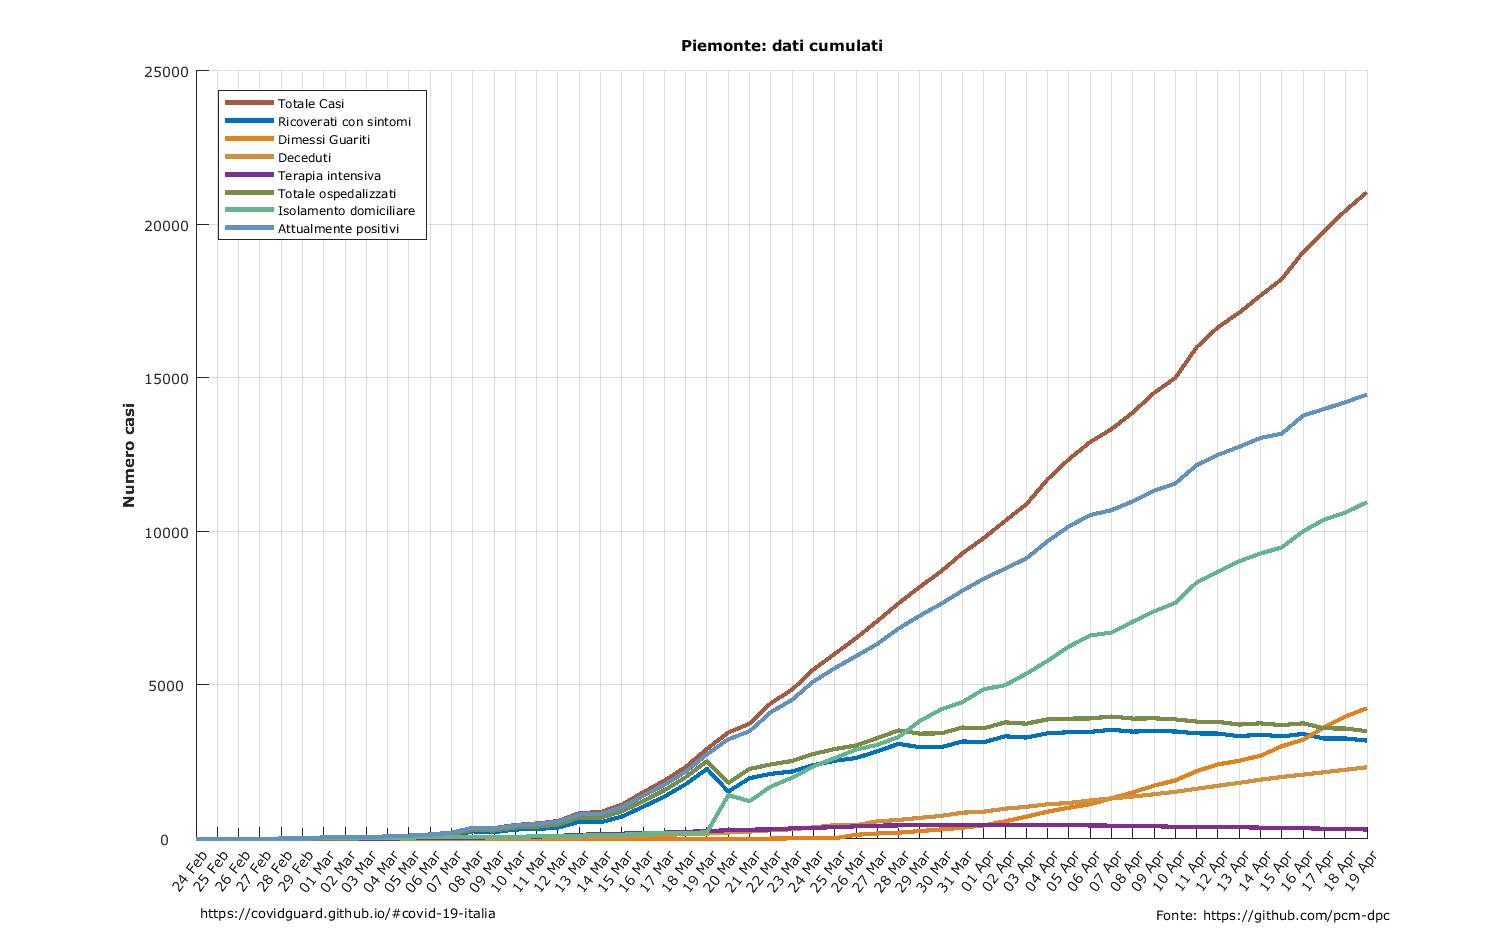 Piemonte: dati cumulati
25000
20000
15000
10000
5000
0
Numero casi
Totale Casi
Ricoverati con sintomi
Dimessi Guariti
Deceduti
Terapia intensiva
Totale ospedalizzati
Isolamento domiciliare
Attualmente positivi
24 Feb
25 Feb
26 Feb
27 Feb
28 Feb
29 Feb
01 Mar
02 Mar
03 Mar
04 Mar
05 Mar
06 Mar
07 Mar
08 Mar
09 Mar
10 Mar
11 Mar
12 Mar
13 Mar
14 Mar
15 Mar
16 Mar
17 Mar
18 Mar
19 Mar
20 Mar
21 Mar
22 Mar
23 Mar
24 Mar
25 Mar
26 Mar
27 Mar
28 Mar
29 Mar
30 Mar
31 Mar
01 Apr
02 Apr
03 Apr
04 Apr
05 Apr
06 Apr
07 Apr
08 Apr
09 Apr
10 Apr
11 Apr
12 Apr
13 Apr
14 Apr
15 Apr
16 Apr
17 Apr
18 Apr
19 Apr
https://covidguard.github.io/#covid-19-italia
Fonte: https://github.com/pcm-dpc